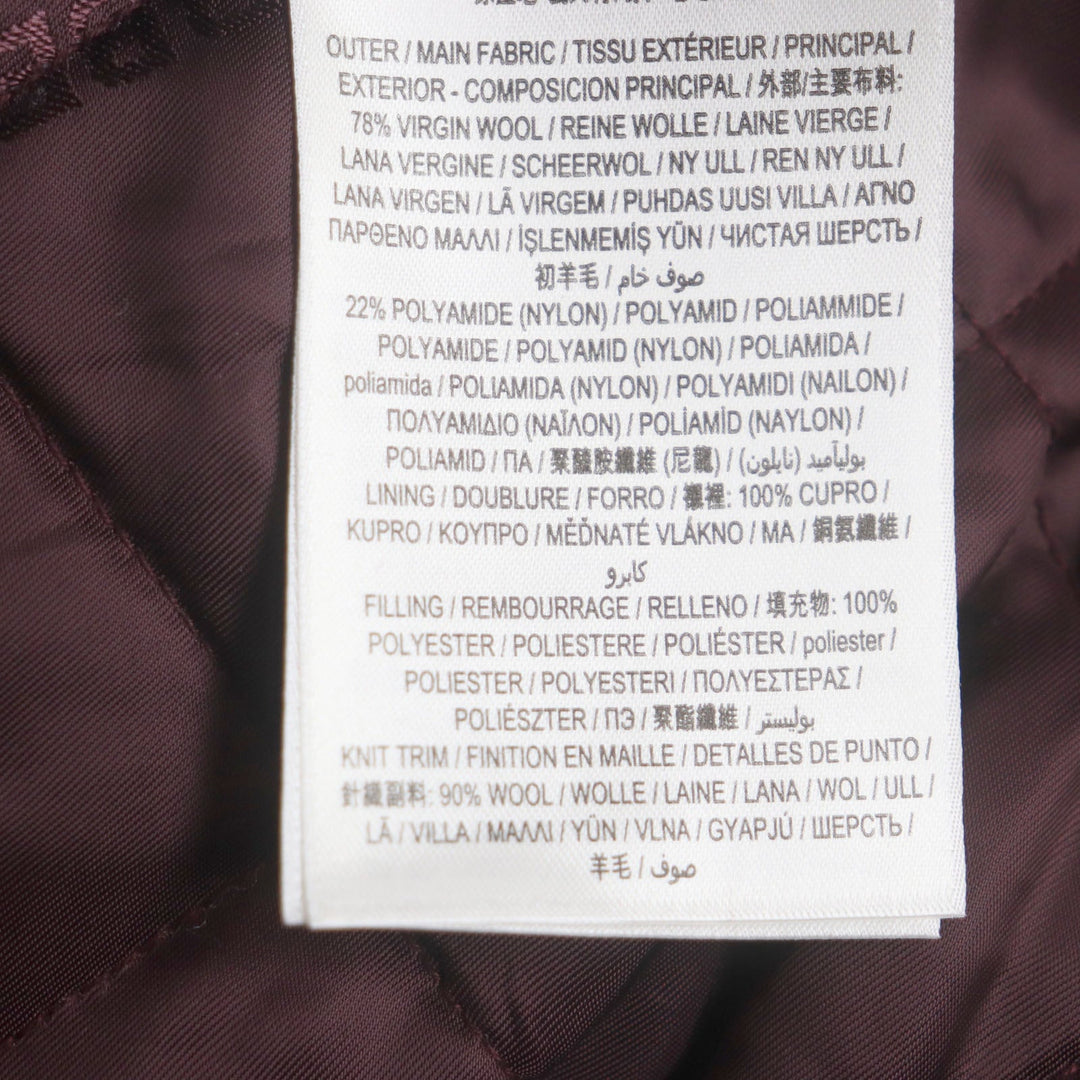 OUTER / MAIN FABRIC / TISSU EXTÉRIEUR / PRINCIPAL /
EXTERIOR - COMPOSICION PRINCIPAL / 外部/主要布料:
78% VIRGIN WOOL / REINE WOLLE / LAINE VIERGE /
LANA VERGINE / SCHEERWOL / NY ULL / REN NY ULL /
LANA VIRGEN / LÃ VIRGEM / PUHDAS UUSI VILLA / ΑΓΝΟ
ΠΑΡΘΕΝΟ ΜΑΛΛΙ / İŞLENMEMİŞ YÜN / ЧИСТАЯ ШЕРСТЬ /
初羊毛 / صوف خام
22% POLYAMIDE (NYLON) / POLYAMID / POLIAMMIDE /
POLYAMIDE / POLYAMID (NYLON) / POLIAMIDA /
poliamida / POLIAMIDA (NYLON) / POLYAMIDI (NAILON) /
ΠΟΛΥΑΜΙΔΙΟ (ΝΑΪΛΟΝ) / POLİAMİD (NAYLON) /
POLIAMID / ПА / 聚醯胺纖維 (尼龍) / بوليآميد (نايلون)
LINING / DOUBLURE / FORRO / 襯裡: 100% CUPRO /
KUPRO / ΚΟΥΠΡΟ / MĚĎNATÉ VLÁKNO / МА / 銅氨纖維 /
كابرو
FILLING / REMBOURRAGE / RELLENO / 填充物: 100%
POLYESTER / POLIESTERE / POLIÉSTER / poliester /
POLIESTER / POLYESTERI / ΠΟΛΥΕΣΤΕΡΑΣ /
POLIÉSZTER / ПЭ / 聚酯纖維 / بوليستر
KNIT TRIM / FINITION EN MAILLE / DETALLES DE PUNTO /
針織副料: 90% WOOL / WOLLE / LAINE / LANA / WOL / ULL /
LÃ / VILLA / ΜΑΛΛΙ / YÜN / VLNA / GYAPJÚ / ШЕРСТЬ /
羊毛 / صوف